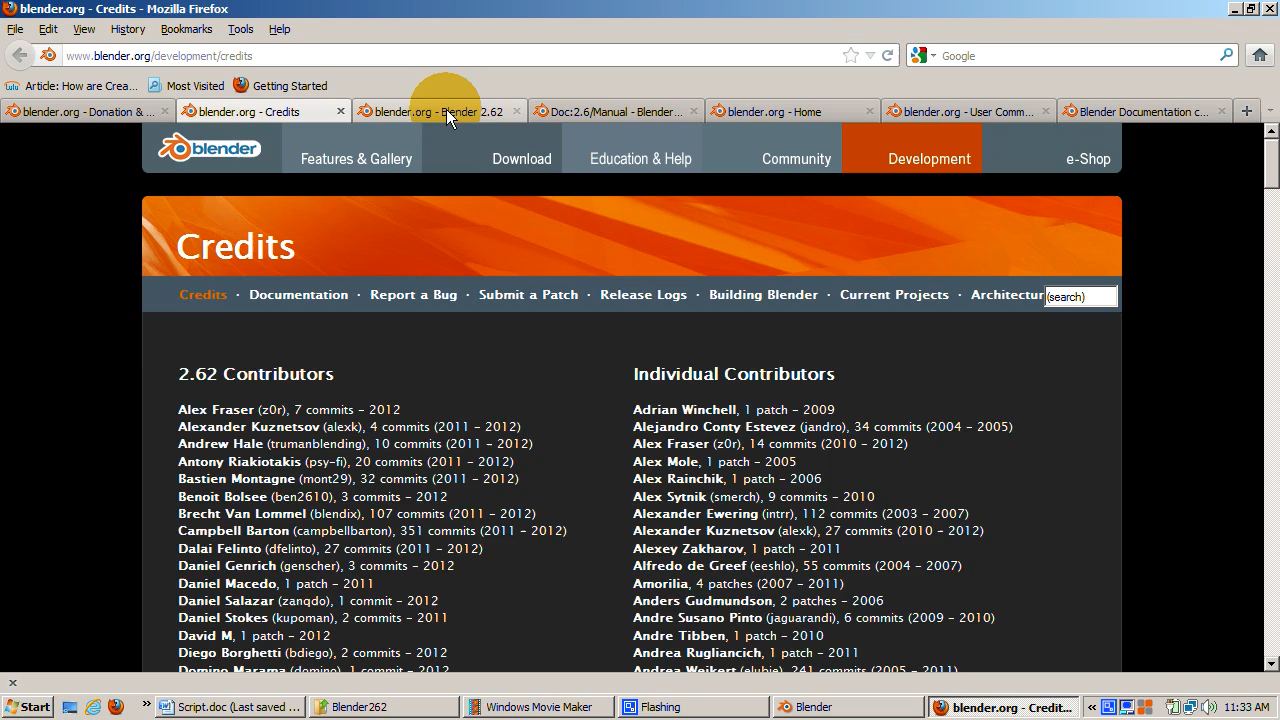 blender.org - Credits - Mozilla Firefox
File Edit View History Bookmarks Tools Help
www.blender.org/development/credits
Google
Article: How are Crea... Most Visited Getting Started
blender.org - Donation & ... blender.org - Credits blender.org - Blender 2.62 Doc:2.6/Manual - Blender... blender.org - Home blender.org - User Comm... Blender Documentation c...
blender Features & Gallery Download Education & Help Community Development e-Shop
Credits
Credits · Documentation · Report a Bug · Submit a Patch · Release Logs · Building Blender · Current Projects · Architectur (search)
2.62 Contributors
Alex Fraser (z0r), 7 commits - 2012
Alexander Kuznetsov (alexk), 4 commits (2011 - 2012)
Andrew Hale (trumanblending), 10 commits (2011 - 2012)
Antony Riakiotakis (psy-fi), 20 commits (2011 - 2012)
Bastien Montagne (mont29), 32 commits (2011 - 2012)
Benoit Bolsee (ben2610), 3 commits - 2012
Brecht Van Lommel (blendix), 107 commits (2011 - 2012)
Campbell Barton (campbellbarton), 351 commits (2011 - 2012)
Dalai Felinto (dfelinto), 27 commits (2011 - 2012)
Daniel Genrich (genscher), 3 commits - 2012
Daniel Macedo, 1 patch - 2011
Daniel Salazar (zanqdo), 1 commit - 2012
Daniel Stokes (kupoman), 2 commits - 2011
David M, 1 patch - 2012
Diego Borghetti (bdiego), 2 commits - 2012
Domino Marama (domino), 1 commit - 2012
Individual Contributors
Adrian Winchell, 1 patch - 2009
Alejandro Conty Estevez (jandro), 34 commits (2004 - 2005)
Alex Fraser (z0r), 14 commits (2010 - 2012)
Alex Mole, 1 patch - 2005
Alex Rainchik, 1 patch - 2006
Alex Sytnik (smerch), 9 commits - 2010
Alexander Ewering (intrr), 112 commits (2003 - 2007)
Alexander Kuznetsov (alexk), 27 commits (2010 - 2012)
Alexey Zakharov, 1 patch - 2011
Alfredo de Greef (eeshlo), 55 commits (2004 - 2007)
Amorilia, 4 patches (2007 - 2011)
Anders Gudmundson, 2 patches - 2006
Andre Susano Pinto (jaguarandi), 6 commits (2009 - 2010)
Andre Tibben, 1 patch - 2010
Andrea Rugliancich, 1 patch - 2011
Andrea Weikert (elubie), 241 commits (2005 - 2011)
Start Script.doc (Last saved ... Blender262 Windows Movie Maker Flashing Blender blender.org - Credit... 11:33 AM